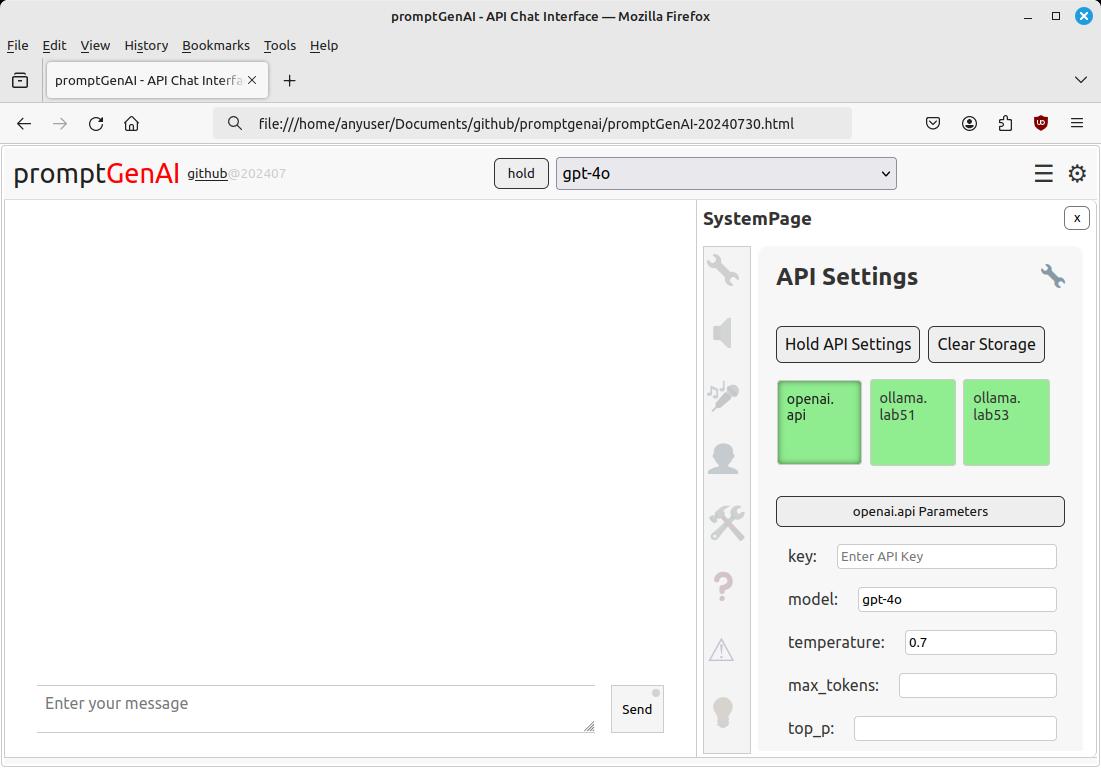 promptGenAI - API Chat Interface — Mozilla Firefox
File Edit View History Bookmarks Tools Help
promptGenAI - API Chat Interfa
file:///home/anyuser/Documents/github/promptgenai/promptGenAI-20240730.html
promptGenAI github@202407 hold gpt-4o
SystemPage x
API Settings
Hold API Settings Clear Storage
openai.
api
ollama.
lab51
ollama.
lab53
openai.api Parameters
key: Enter API Key
model: gpt-4o
temperature: 0.7
max_tokens:
top_p:
Enter your message
Send